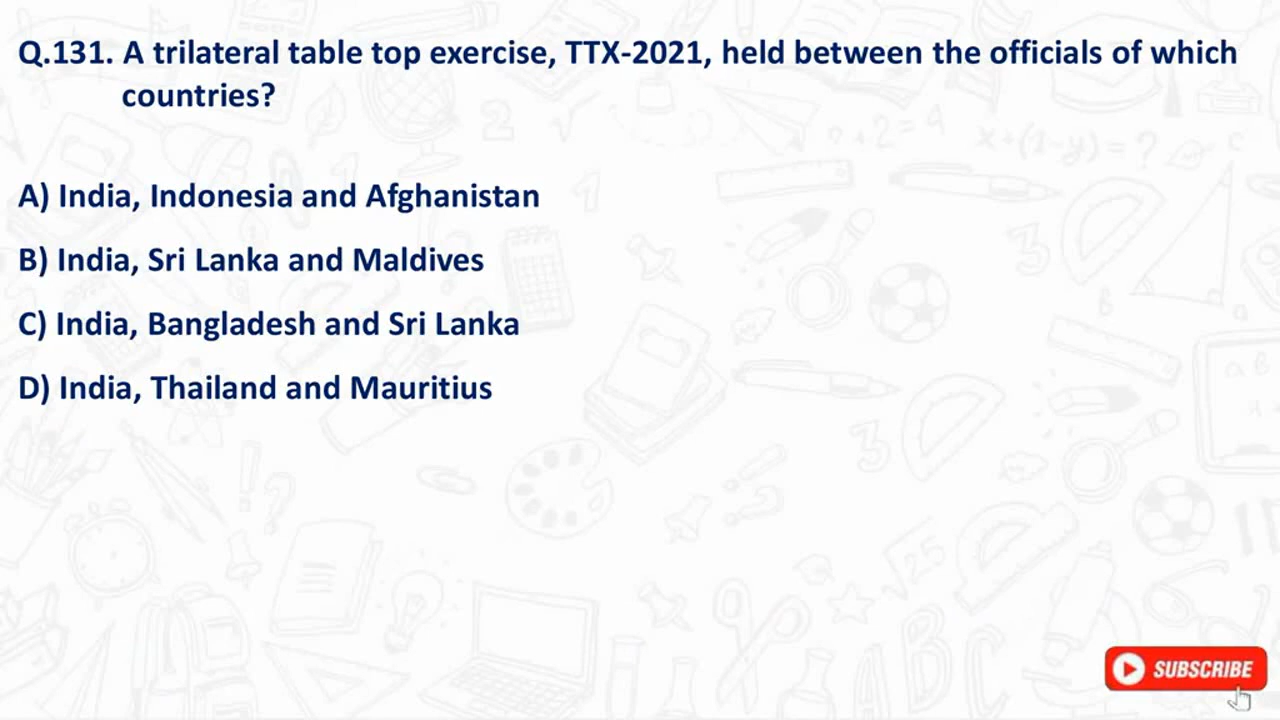 Q.131. A trilateral table top exercise, TTX-2021, held between the officials of which
countries?
A) India, Indonesia and Afghanistan
B) India, Sri Lanka and Maldives
C) India, Bangladesh and Sri Lanka
D) India, Thailand and Mauritius
SUBSCRIBE